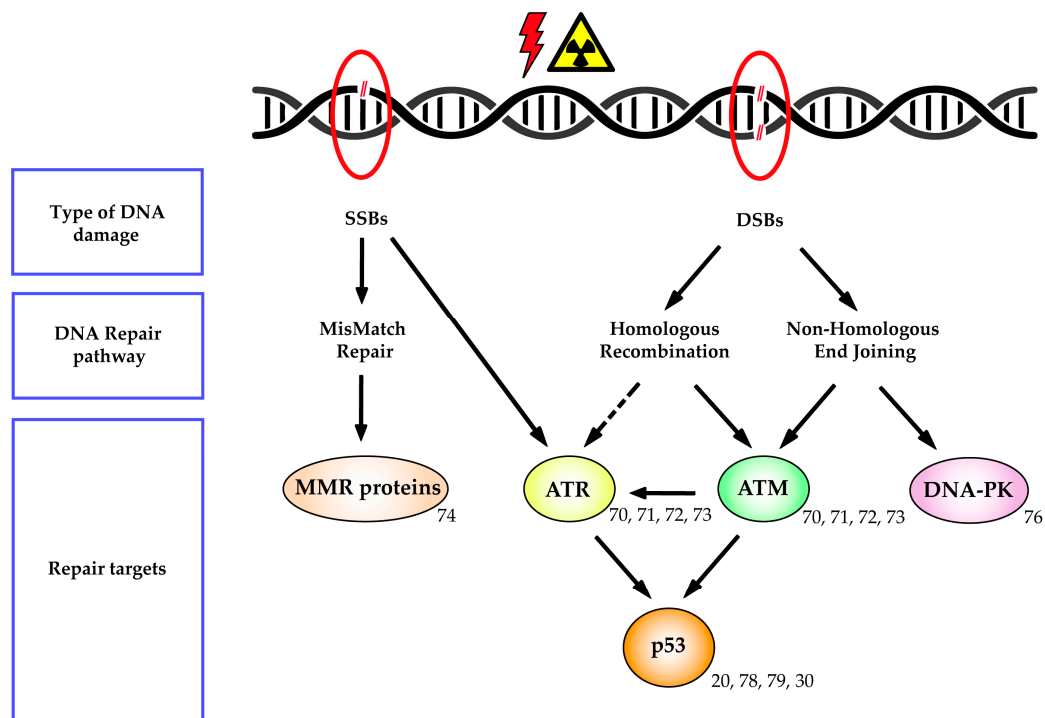 Type of DNA
damage
SSBs
DSBs
DNA Repair
pathway
MisMatch
Repair
Homologous
Recombination
Non-Homologous
End Joining
Repair targets
MMR proteins
74
ATR
70, 71, 72, 73
ATM
70, 71, 72, 73
DNA-PK
76
p53
20, 78, 79, 30